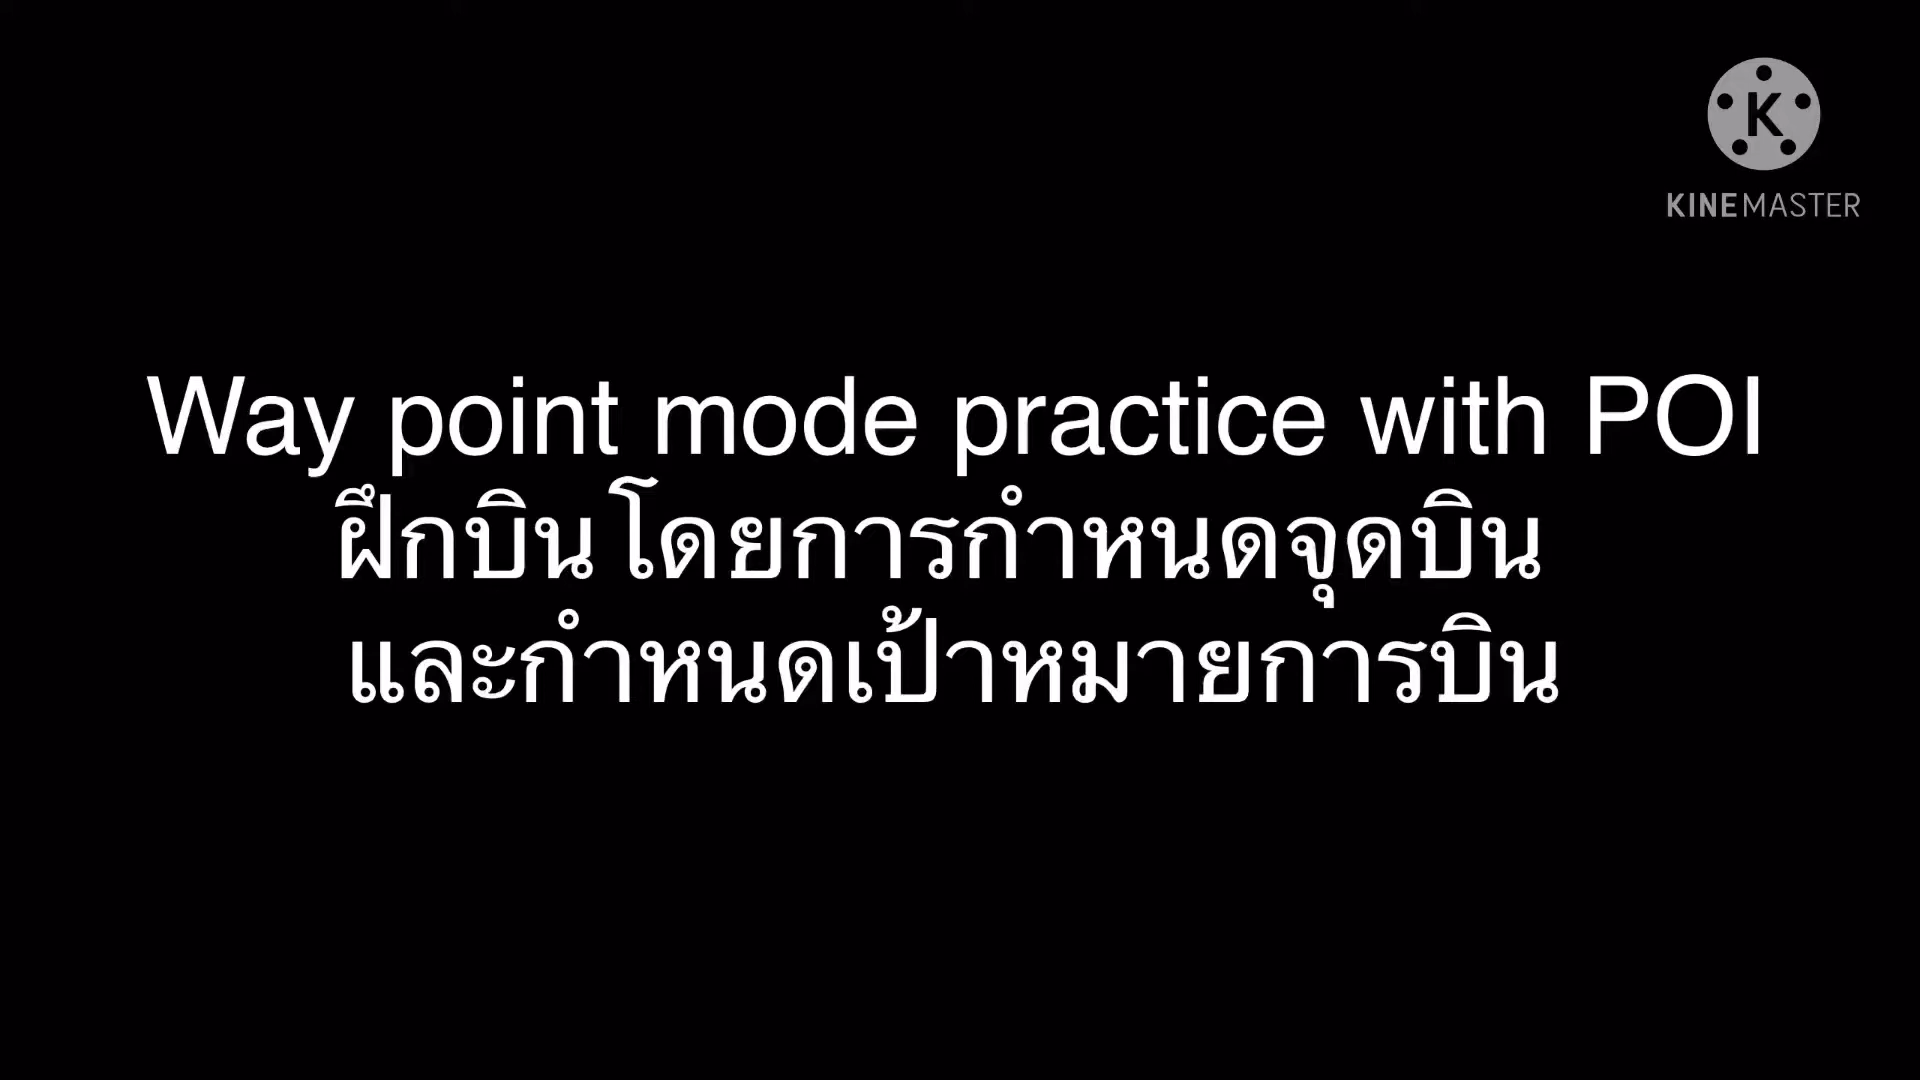 K
KINEMASTER
Way point mode practice with POI
ฝึกบินโดยการกำหนดจุดบิน
และกำหนดเป้าหมายการบิน